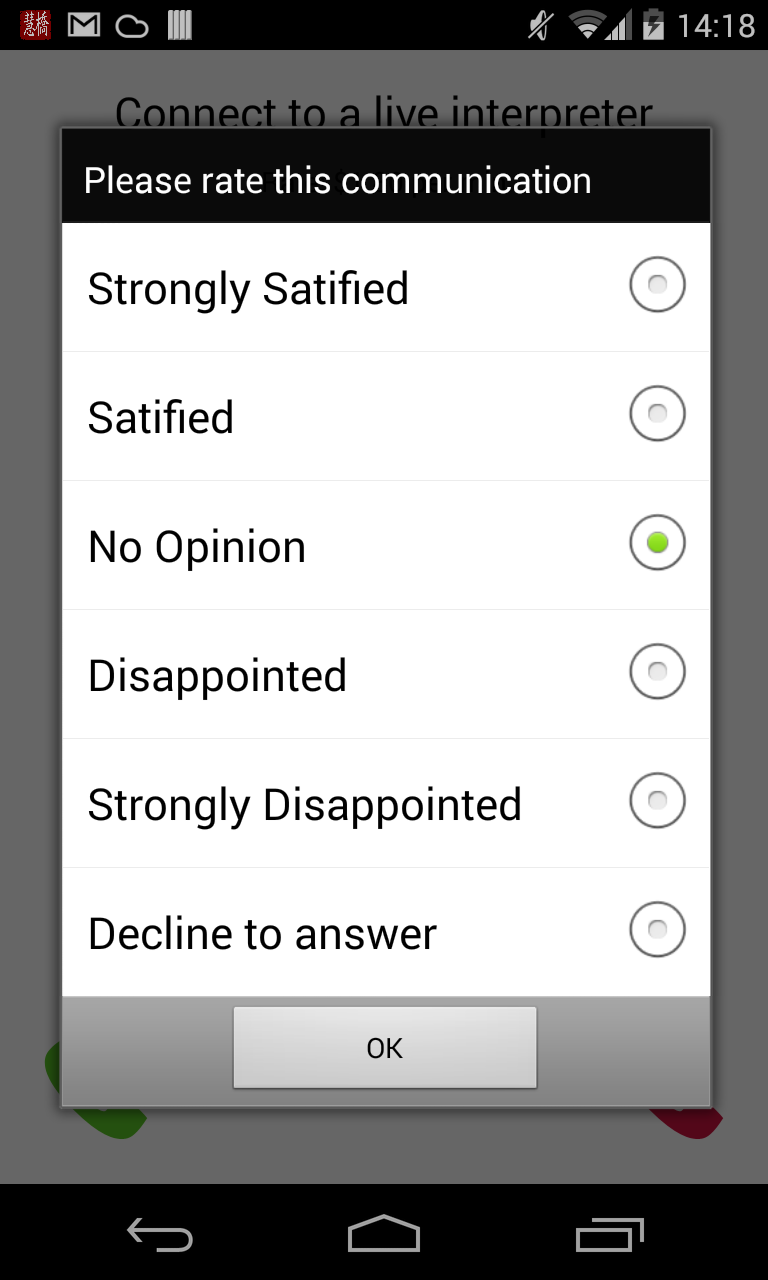 慧橋
14:18
Connect to a live interpreter
Please rate this communication
Strongly Satified
Satified
No Opinion
Disappointed
Strongly Disappointed
Decline to answer
OK